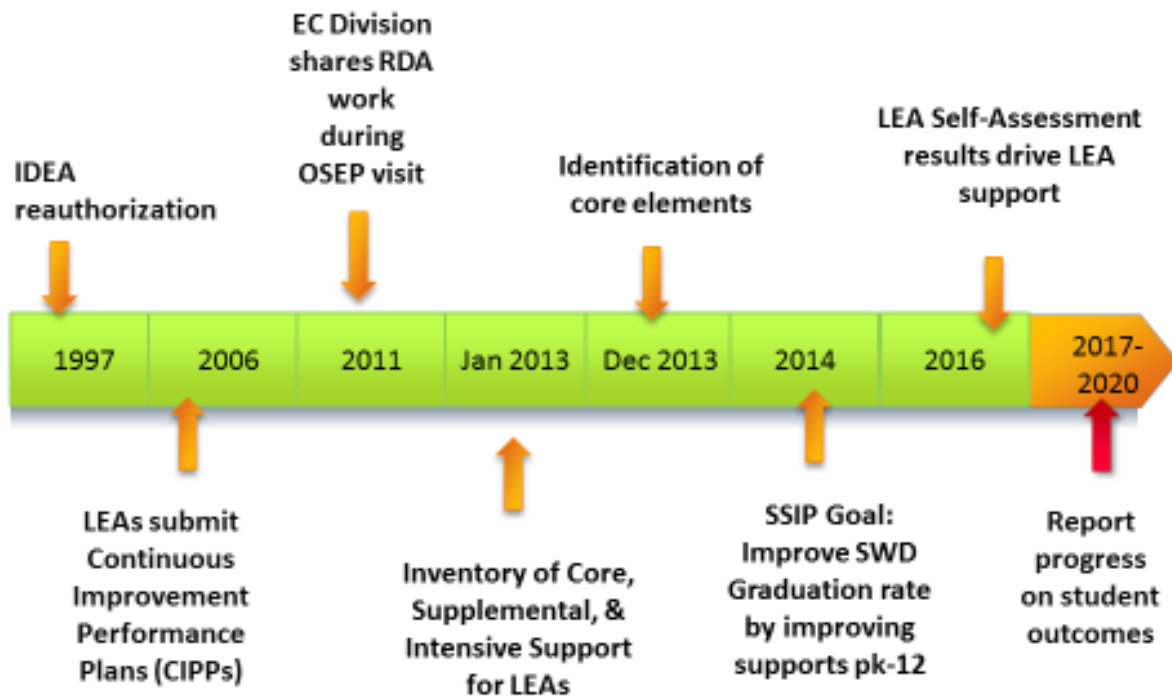 EC Division
shares RDA
work
during
OSEP visit
LEA Self-Assessment
results drive LEA
support
IDEA
reauthorization
Identification of
core elements
1997
2006
2011
Jan 2013
Dec 2013
2014
2016
2017-
2020
LEAs submit
Continuous
Improvement
Performance
Plans (CIPPs)
Inventory of Core,
Supplemental, &
Intensive Support
for LEAs
SSIP Goal:
Improve SWD
Graduation rate
by improving
supports pk-12
Report
progress
on student
outcomes